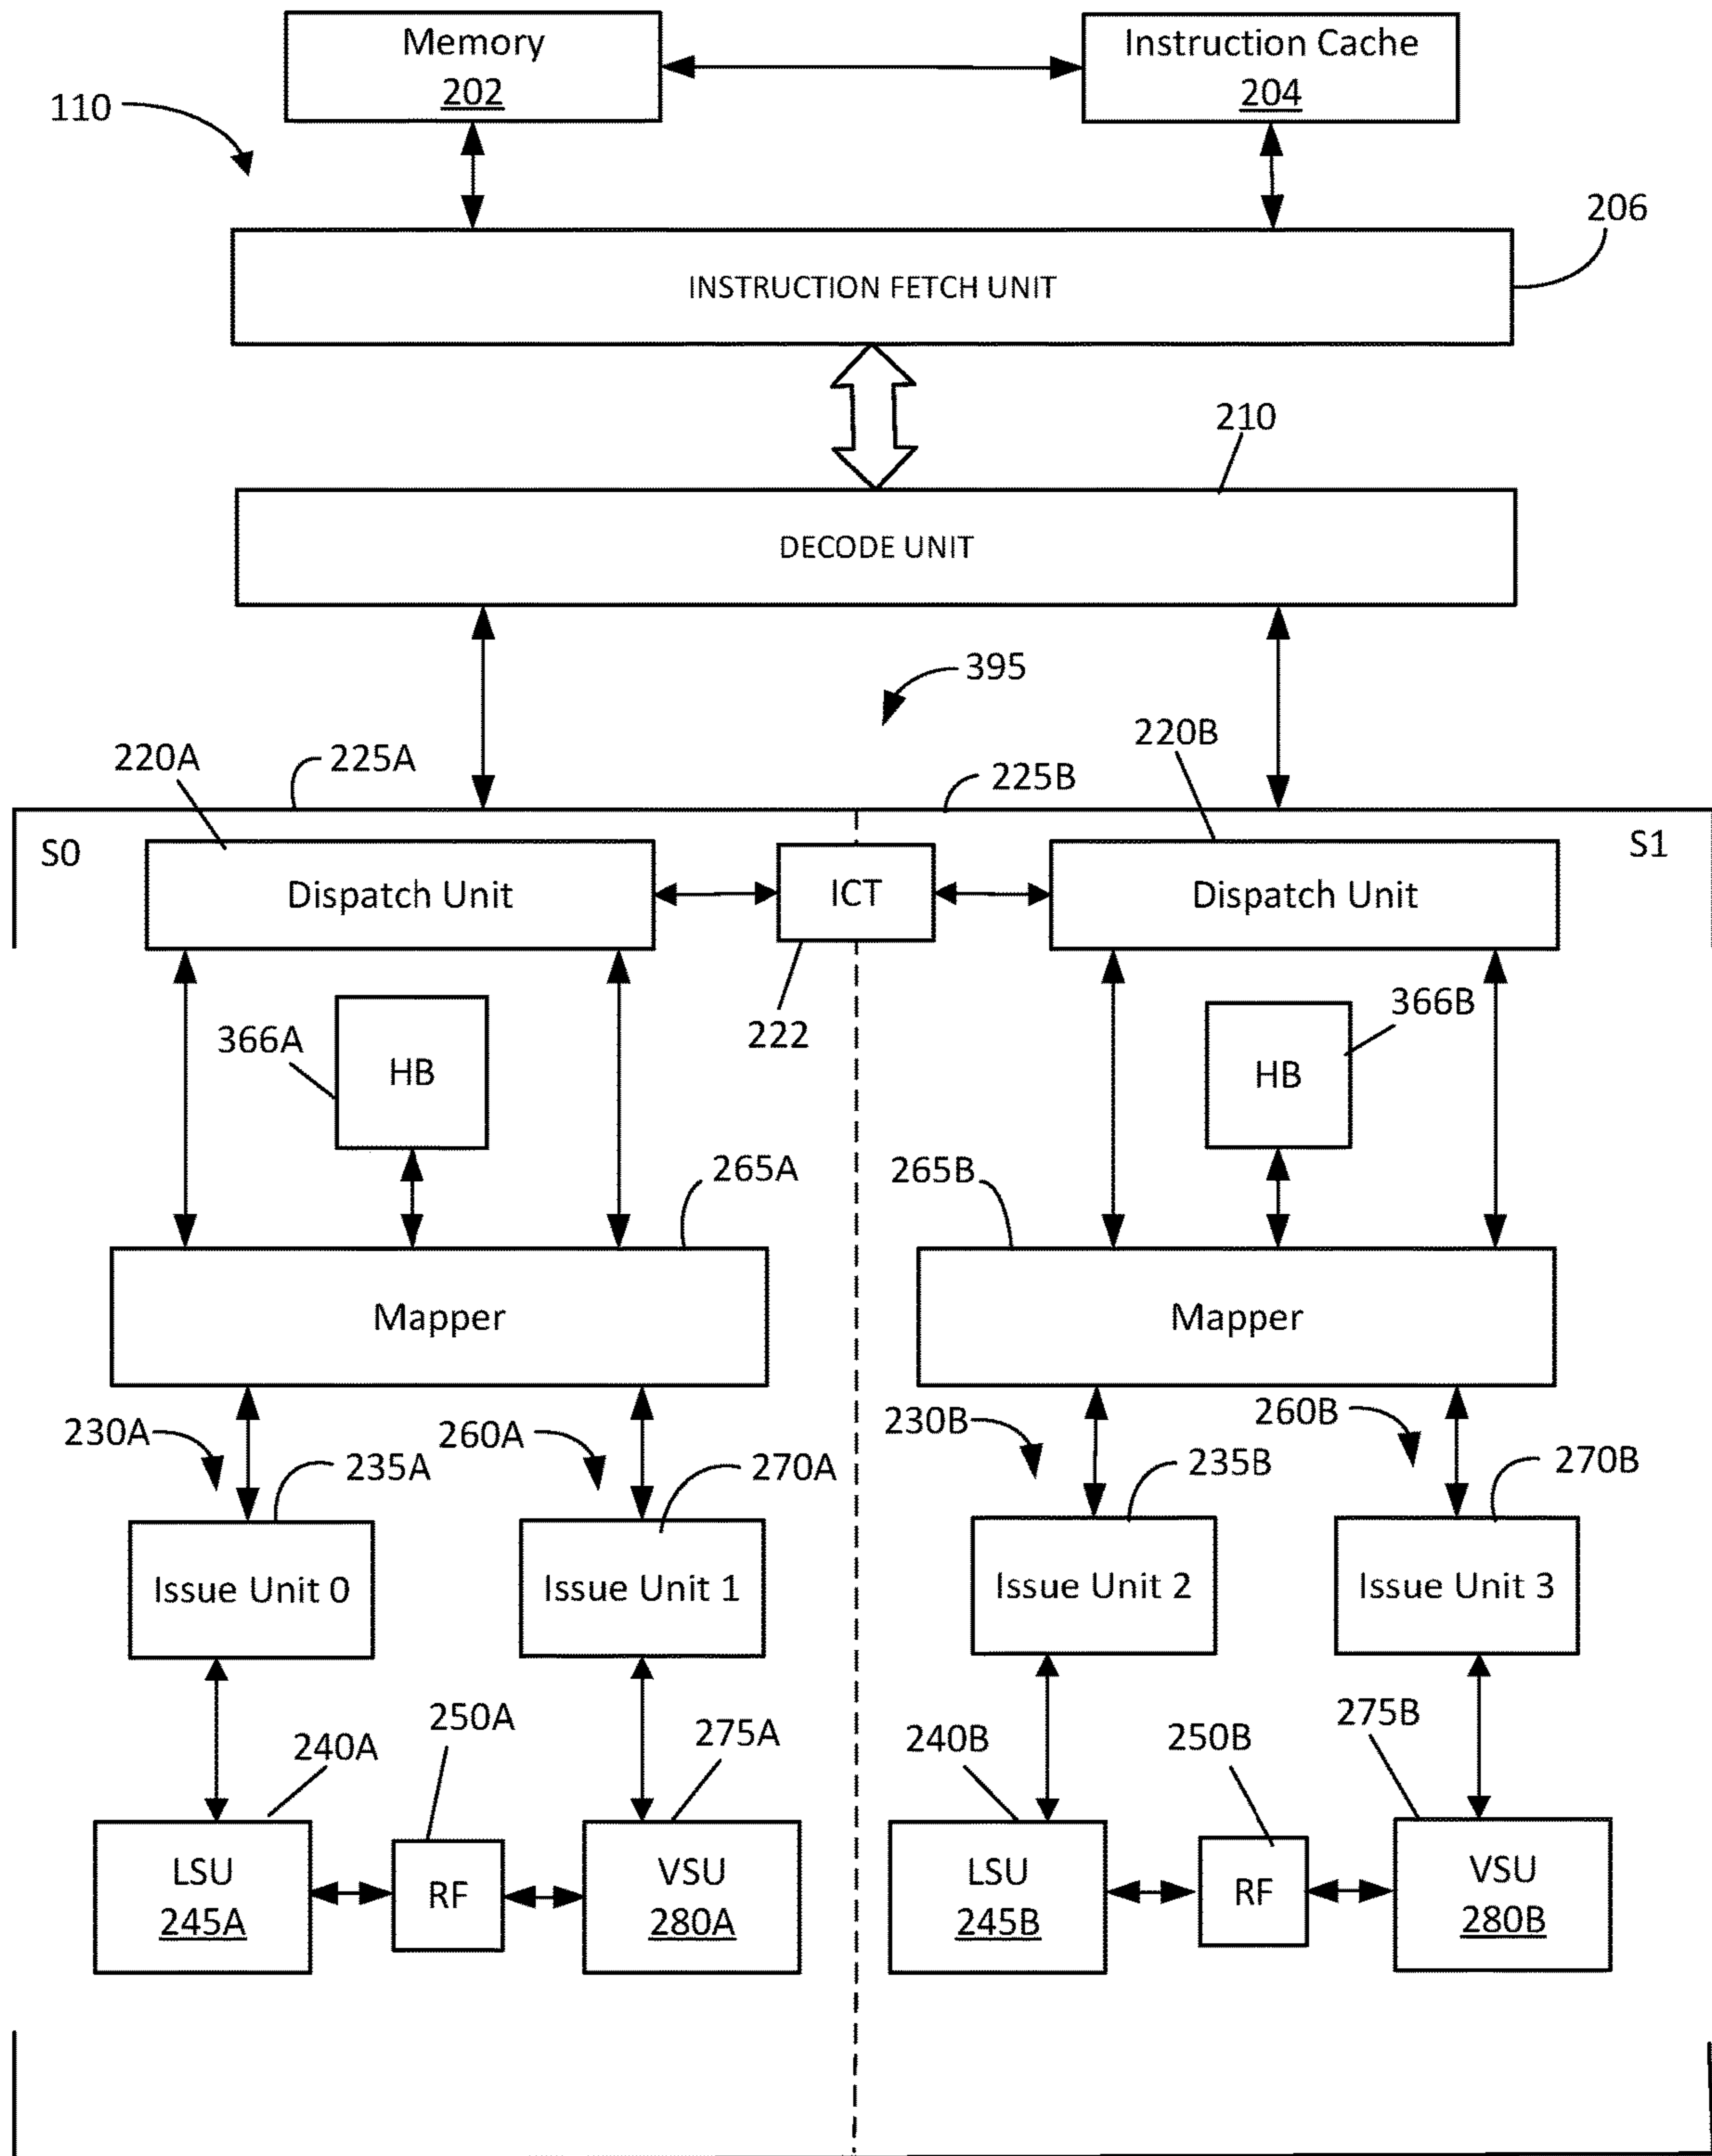 Memory
202
Instruction Cache
204
110
206
INSTRUCTION FETCH UNIT
210
DECODE UNIT
395
220A
225A
225B
220B
S0
Dispatch Unit
ICT
Dispatch Unit
S1
222
366A
HB
366B
HB
265A
265B
Mapper
Mapper
230A
235A
260A
270A
230B
235B
260B
270B
Issue Unit 0
Issue Unit 1
Issue Unit 2
Issue Unit 3
240A
250A
275A
240B
250B
275B
LSU
245A
RF
VSU
280A
LSU
245B
RF
VSU
280B